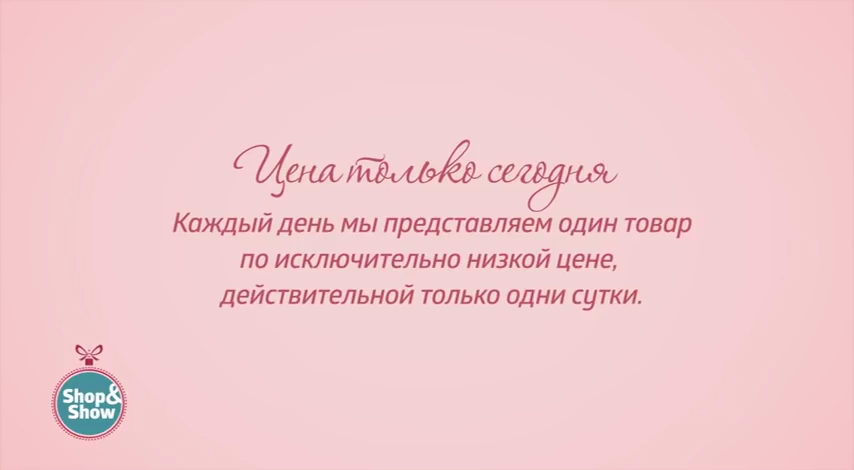 Цена только сегодня
Каждый день мы представляем один товар
по исключительно низкой цене,
действительной только одни сутки.
Shop&
Show